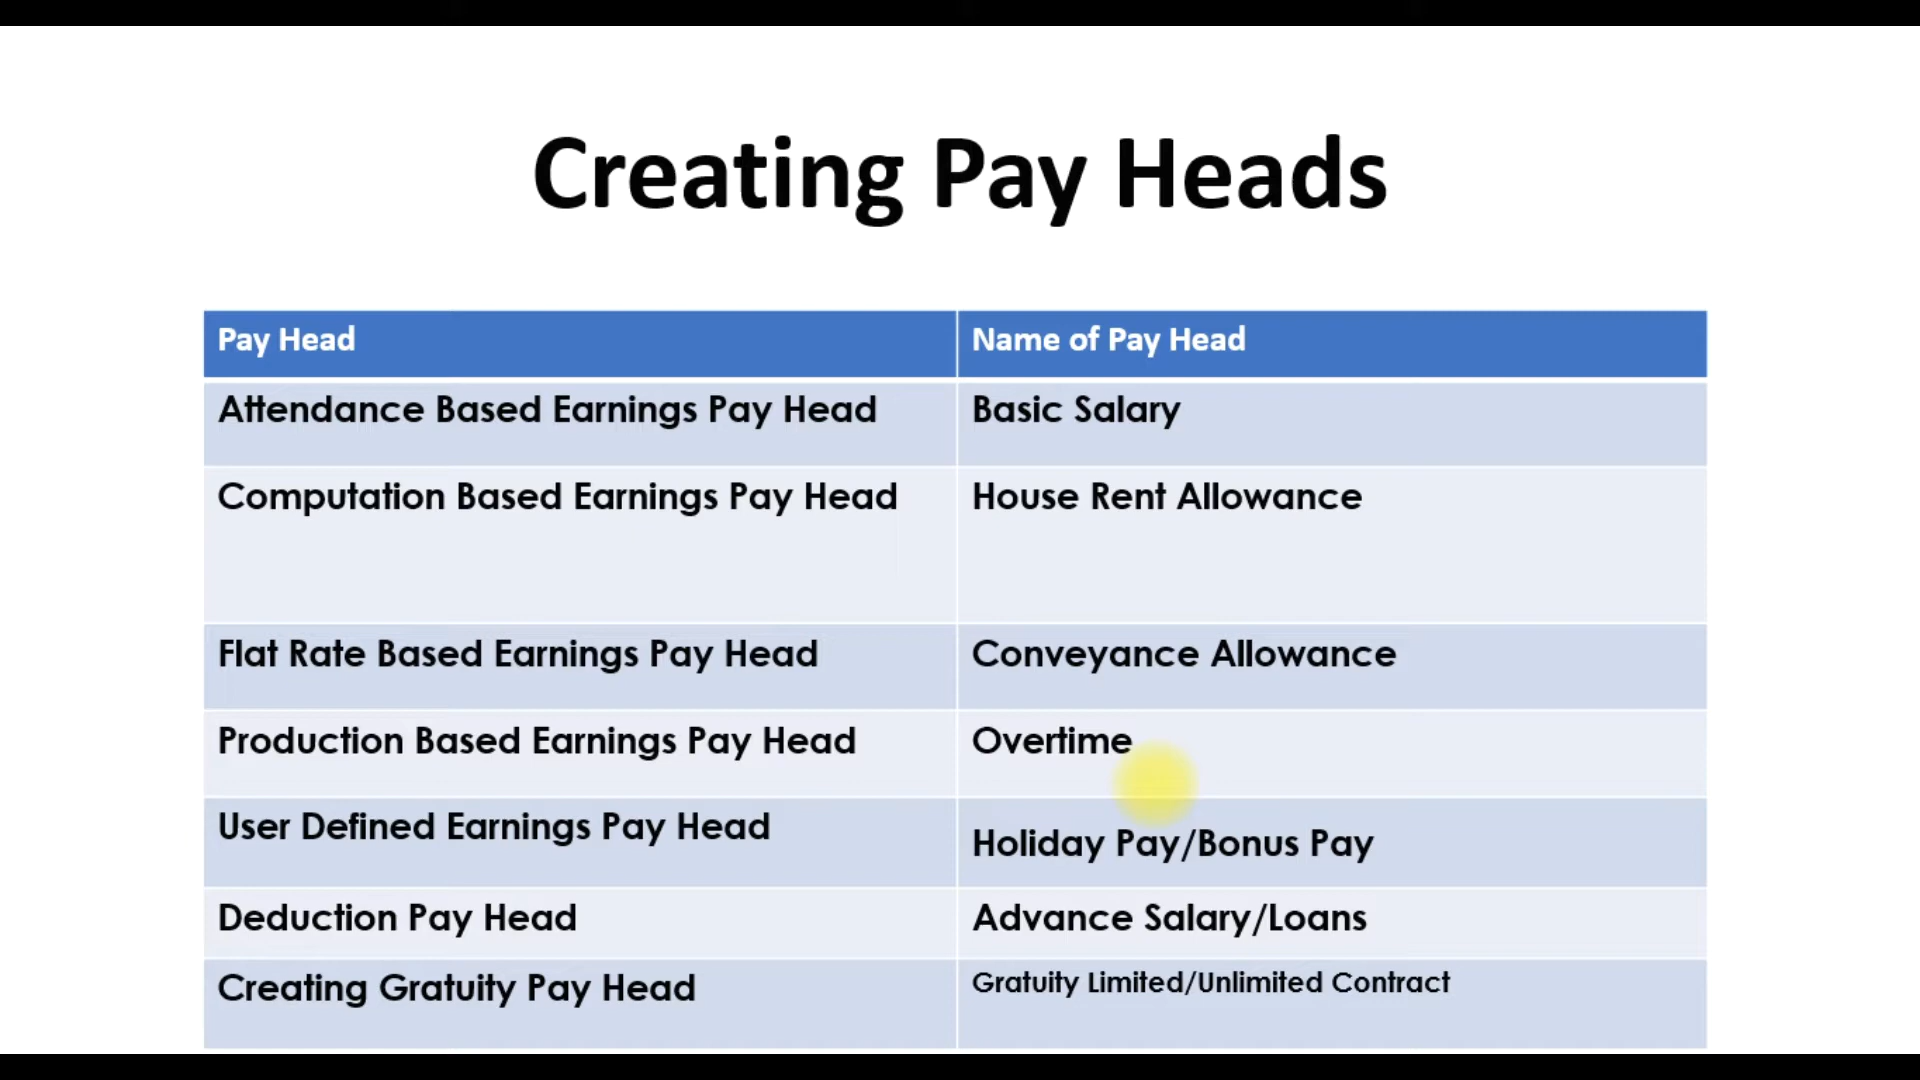 Creating Pay Heads
Pay Head
Name of Pay Head
Attendance Based Earnings Pay Head
Basic Salary
Computation Based Earnings Pay Head
House Rent Allowance
Flat Rate Based Earnings Pay Head
Conveyance Allowance
Production Based Earnings Pay Head
Overtime
User Defined Earnings Pay Head
Holiday Pay/Bonus Pay
Deduction Pay Head
Advance Salary/Loans
Creating Gratuity Pay Head
Gratuity Limited/Unlimited Contract